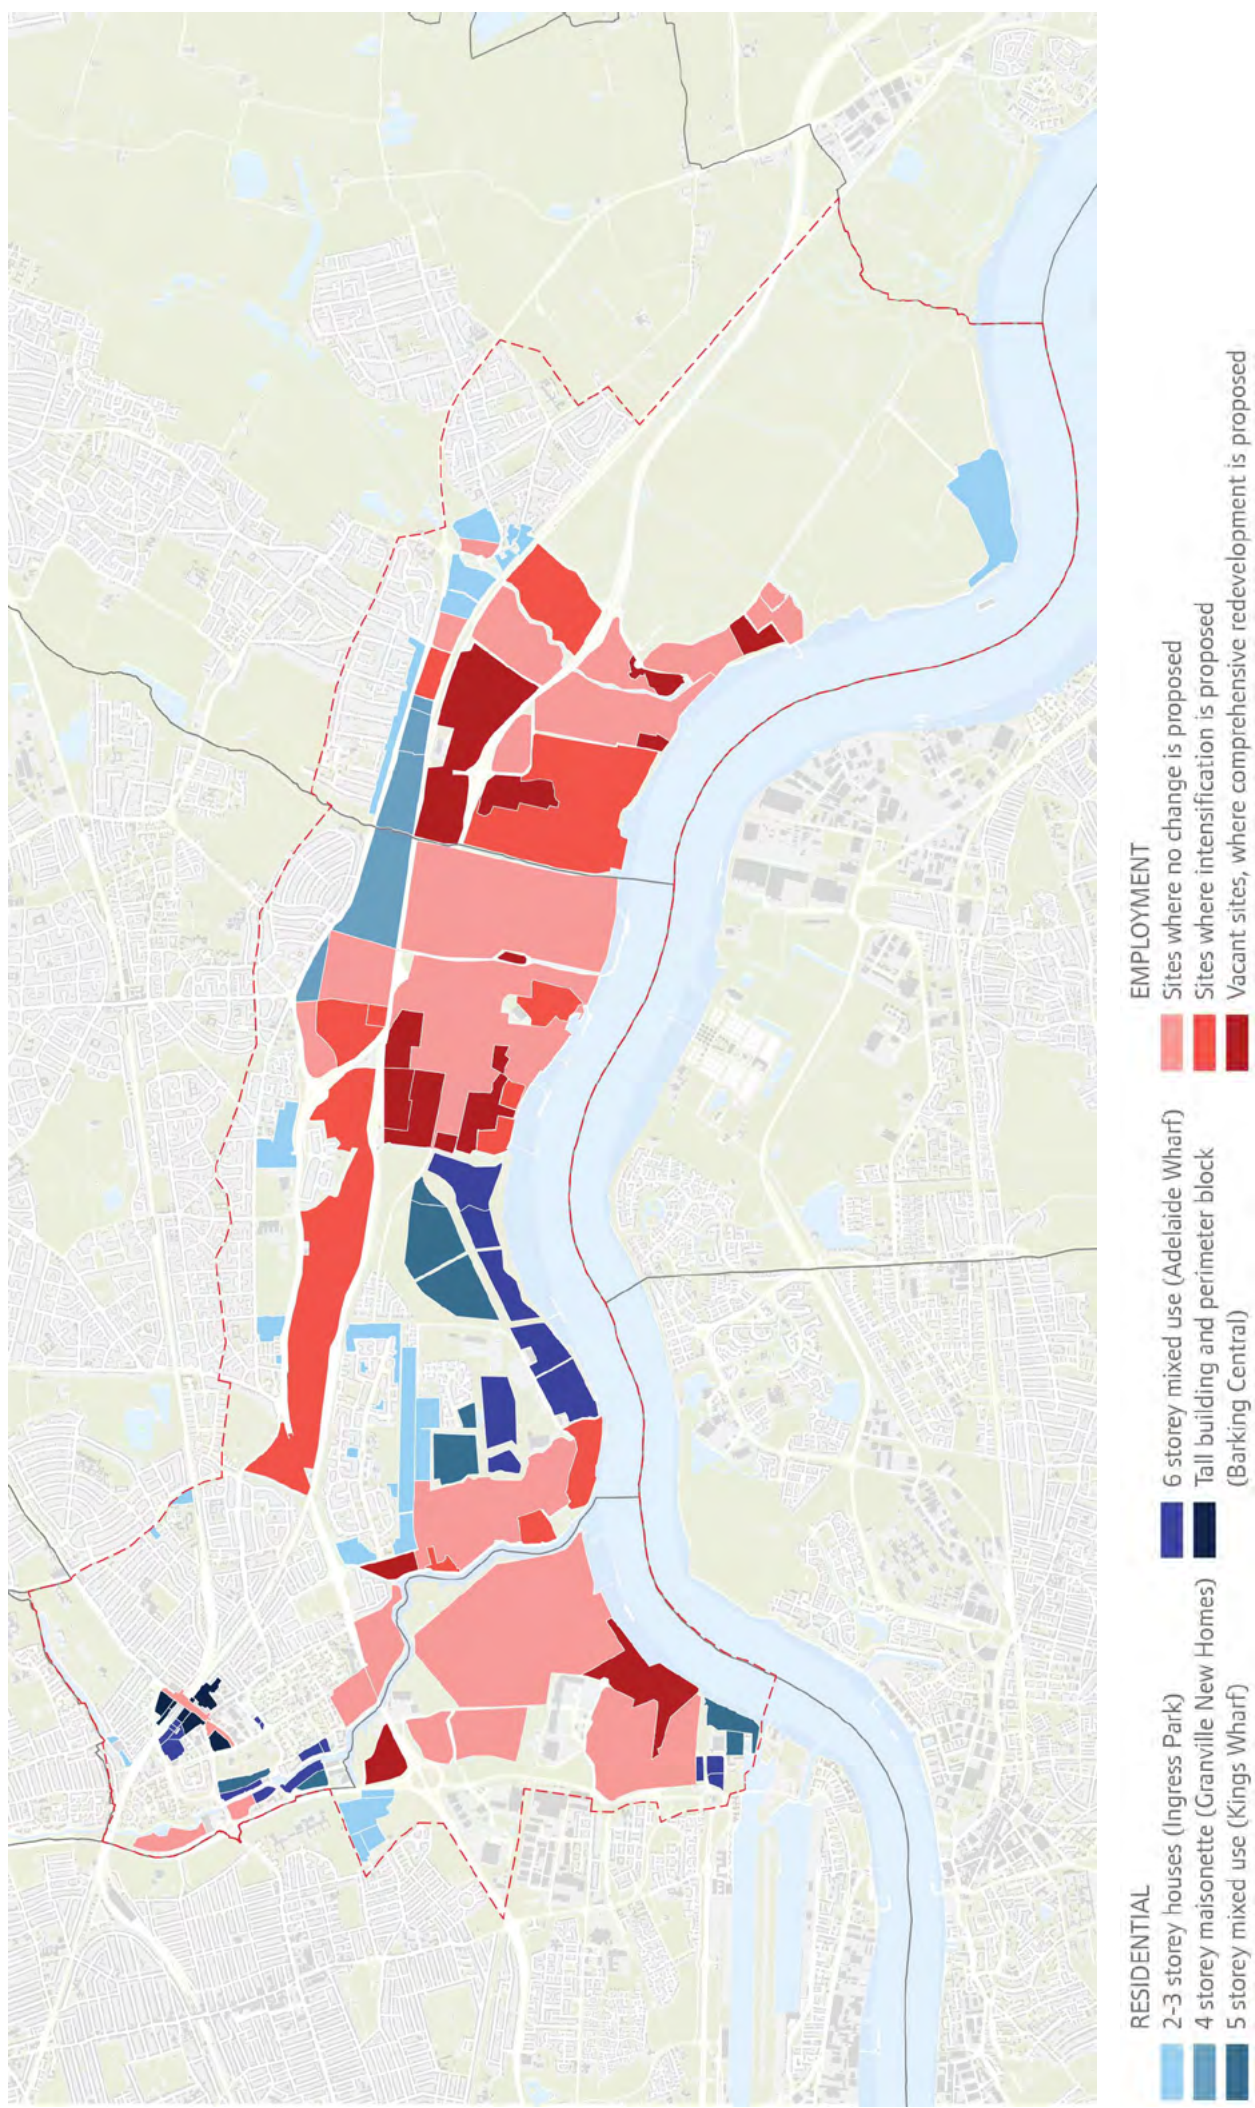 RESIDENTIAL
2-3 storey houses (Ingress Park)
4 storey maisonette (Granville New Homes)
5 storey mixed use (Kings Wharf)
6 storey mixed use (Adelaide Wharf)
Tall building and perimeter block
(Barking Central)
EMPLOYMENT
Sites where no change is proposed
Sites where intensification is proposed
Vacant sites, where comprehensive redevelopment is proposed